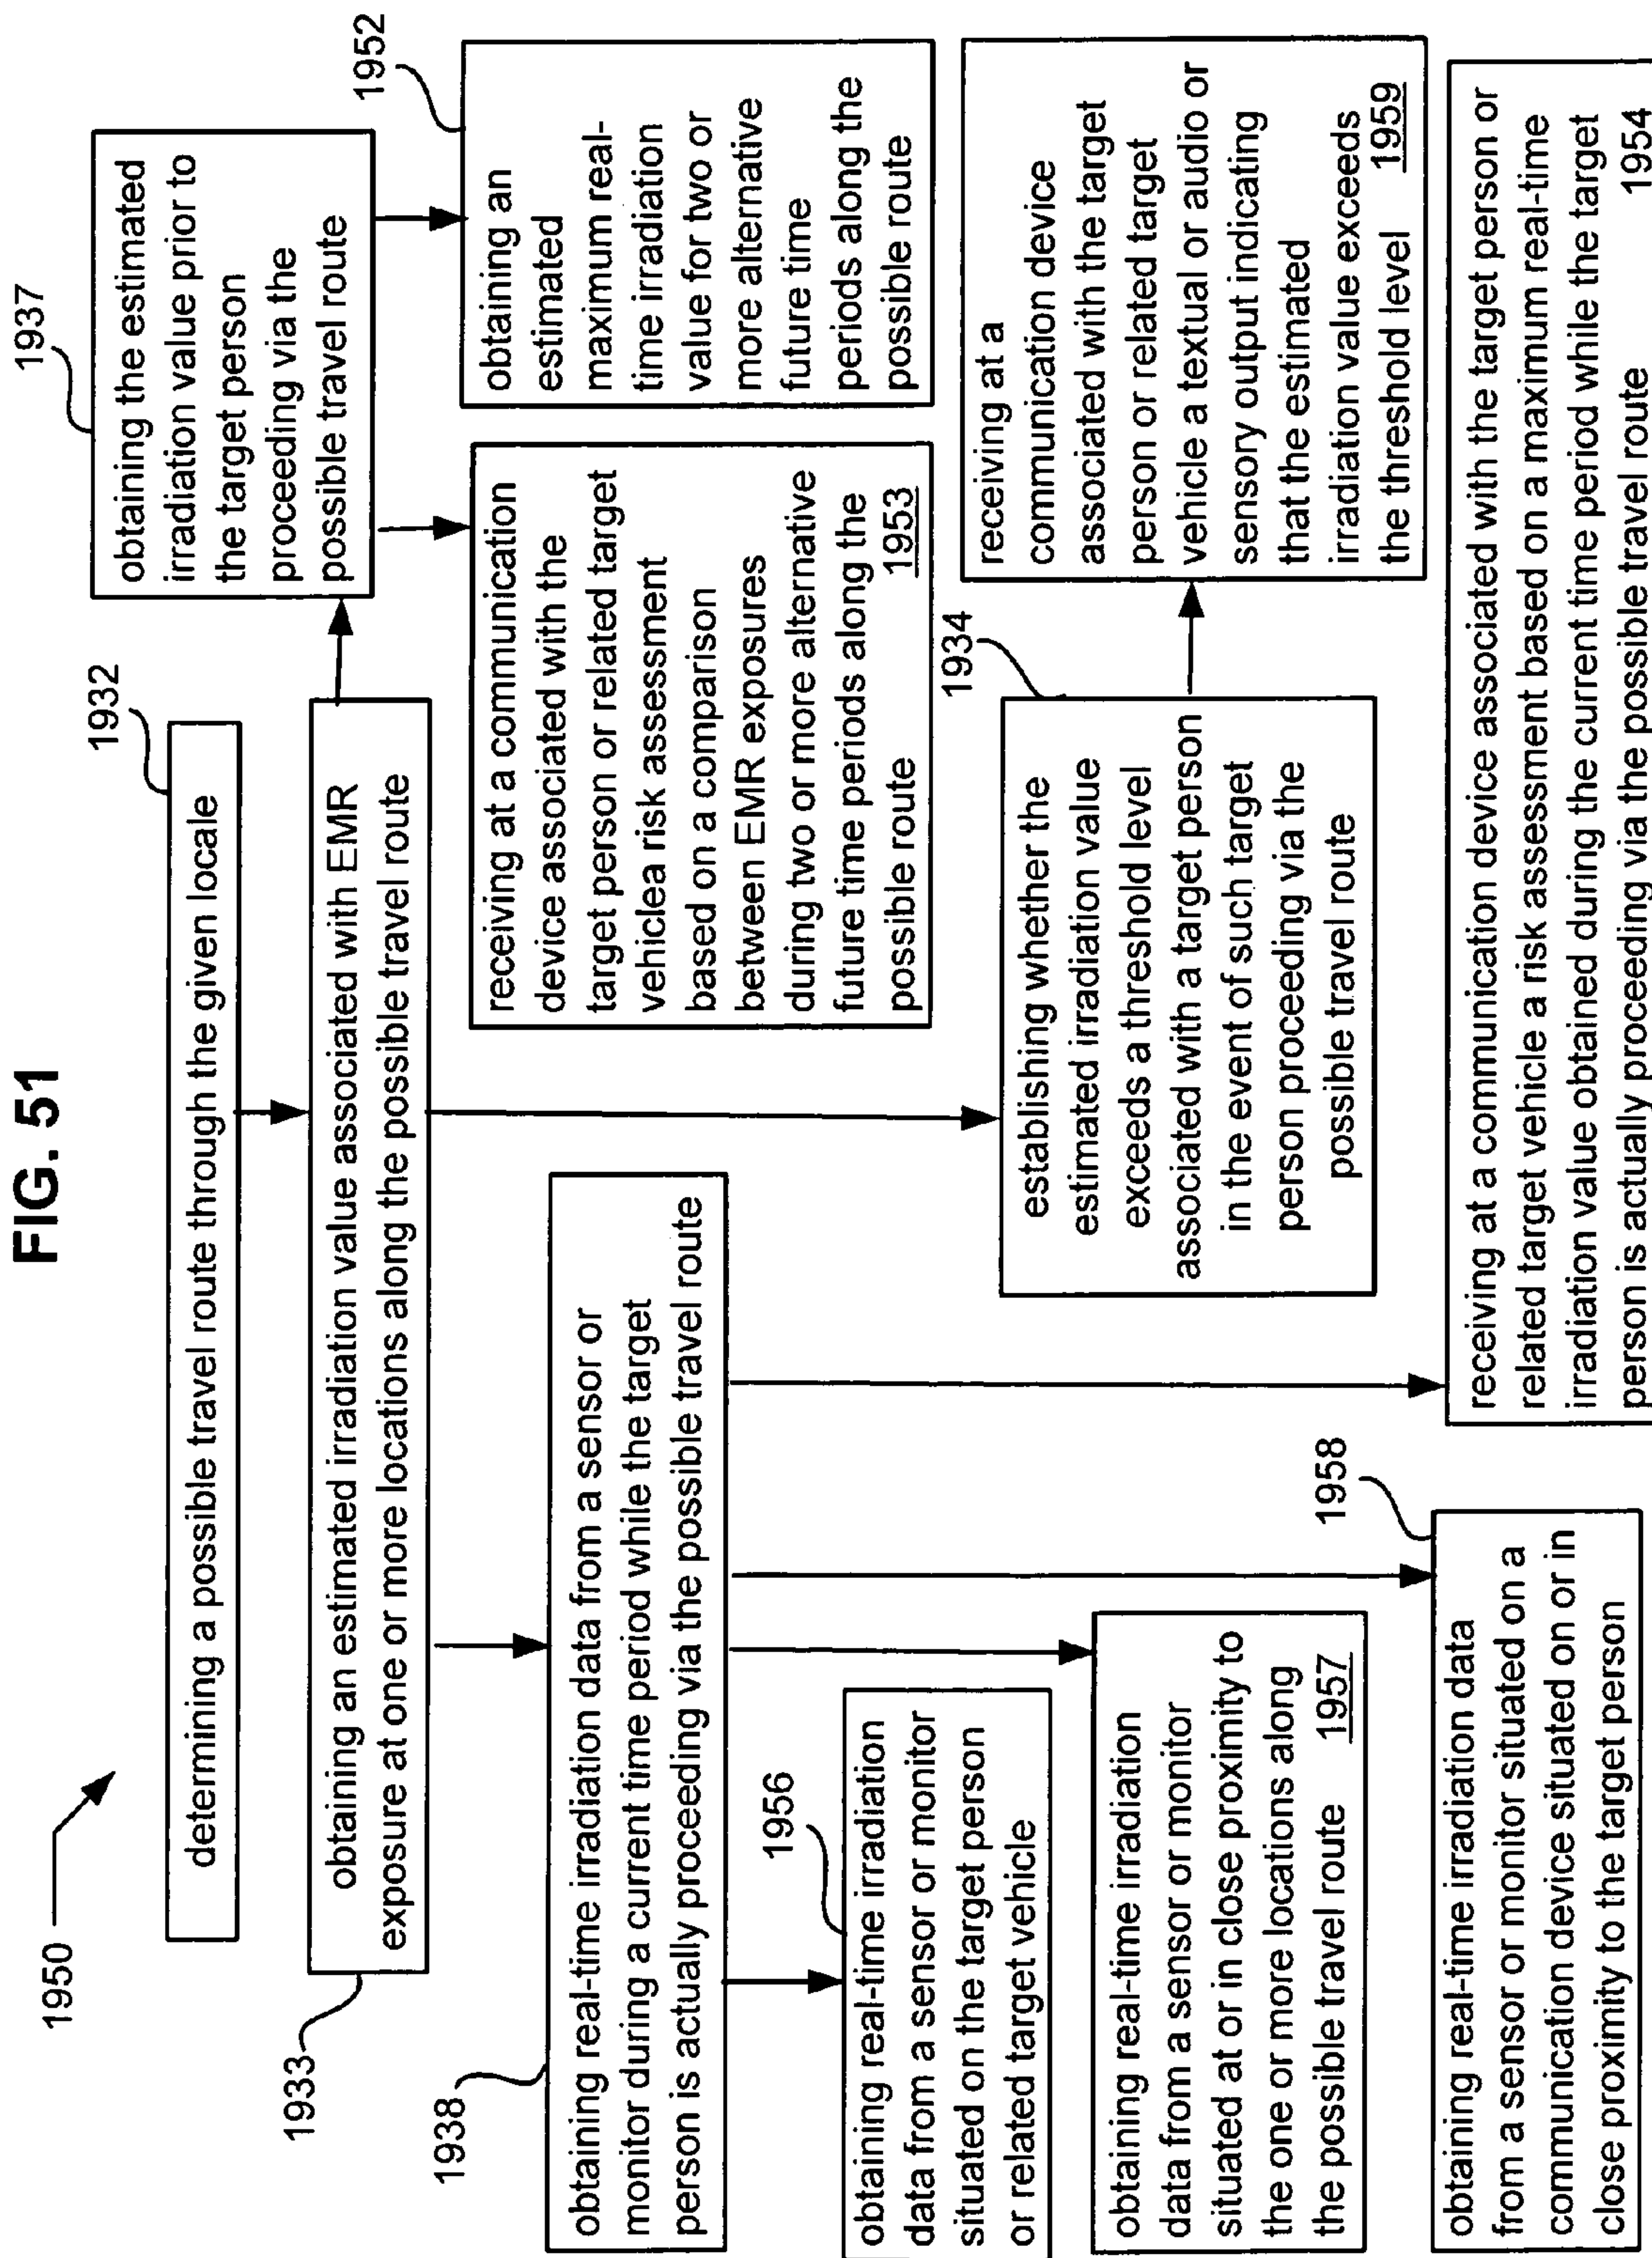 FIG. 51
1950
1932
determining a possible travel route through the given locale
1933
obtaining an estimated irradiation value associated with EMR
exposure at one or more locations along the possible travel route
1937
obtaining the estimated
irradiation value prior to
the target person
proceeding via the
possible travel route
1938
obtaining real-time irradiation data from a sensor or
monitor during a current time period while the target
person is actually proceeding via the possible travel route
receiving at a communication
device associated with the
target person or related target
vehiclea risk assessment
based on a comparison
between EMR exposures
during two or more alternative
future time periods along the
possible route 1953
1952
obtaining an
estimated
maximum real-
time irradiation
value for two or
more alternative
future time
periods along the
possible route
1956
obtaining real-time irradiation
data from a sensor or monitor
situated on the target person
or related target vehicle
1934
establishing whether the
estimated irradiation value
exceeds a threshold level
associated with a target person
in the event of such target
person proceeding via the
possible travel route
receiving at a
communication device
associated with the target
person or related target
vehicle a textual or audio or
sensory output indicating
that the estimated
irradiation value exceeds
the threshold level 1959
obtaining real-time irradiation
data from a sensor or monitor
situated at or in close proximity to
the one or more locations along
the possible travel route 1957
1958
obtaining real-time irradiation data
from a sensor or monitor situated on a
communication device situated on or in
close proximity to the target person
receiving at a communication device associated with the target person or
related target vehicle a risk assessment based on a maximum real-time
irradiation value obtained during the current time period while the target
person is actually proceeding via the possible travel route 1954